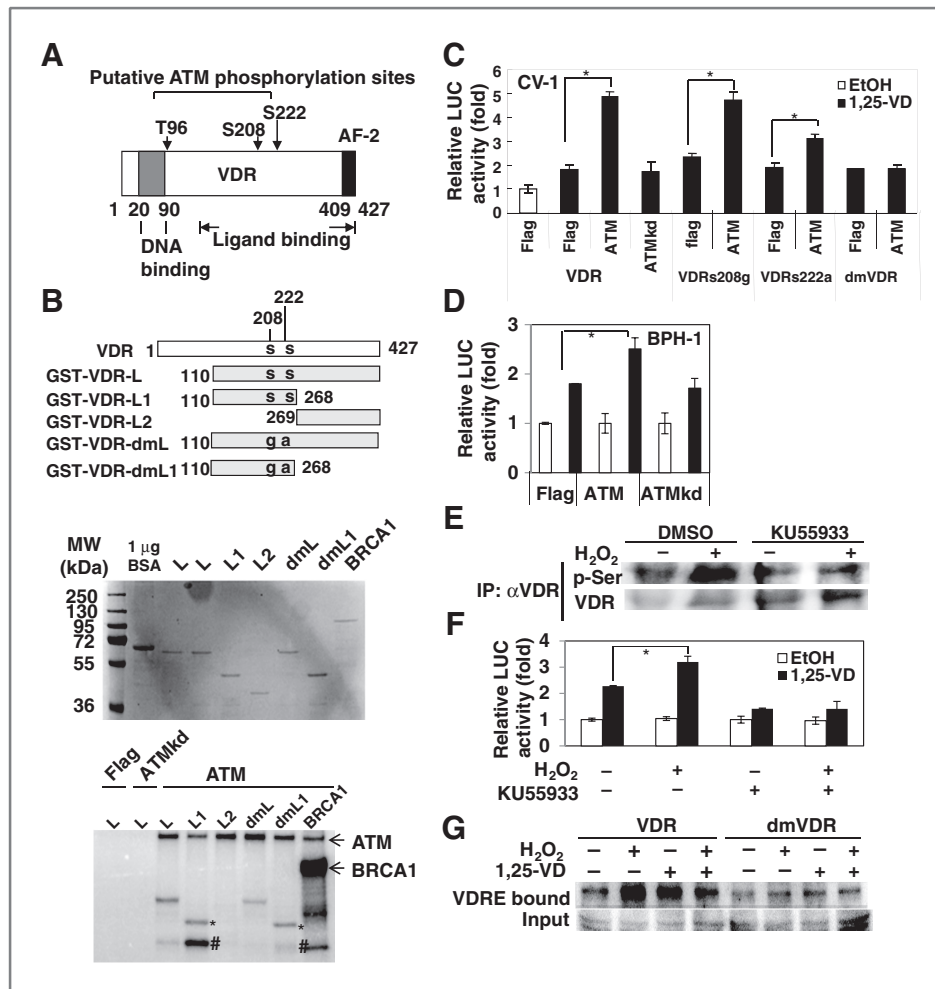 A
Putative ATM phosphorylation sites
T96 S208 S222 AF-2
VDR
1 20 90 409 427
DNA binding
Ligand binding
B
222
208
VDR 1 s s 427
GST-VDR-L 110 s s
GST-VDR-L1 110 s s 268
GST-VDR-L2 269
GST-VDR-dmL 110 g a
GST-VDR-dmL1 110 g a 268
MW (kDa)
1 µg BSA L L L1 L2 dmL dmL1 BRCA1
250
130
95
72
55
36
Flag ATMkd ATM
L L L L1 L2 dmL dmL1 BRCA1
ATM
BRCA1
* *
# #
C
CV-1
EtOH
1,25-VD
Relative LUC activity (fold)
6
5
4
3
2
1
0
* * *
Flag Flag ATM ATMkd flag ATM Flag ATM Flag ATM
VDR VDRs208g VDRs222a dmVDR
D
BPH-1
Relative LUC activity (fold)
3
2
1
0
*
Flag ATM ATMkd
E
DMSO KU55933
H2O2 – + – +
IP: αVDR
p-Ser
VDR
F
EtOH
1,25-VD
Relative LUC activity (fold)
4
3
2
1
0
*
H2O2 – + – +
KU55933 – – + +
G
VDR dmVDR
H2O2 – + – + – + – +
1,25-VD – – + + – – + +
VDRE bound
Input